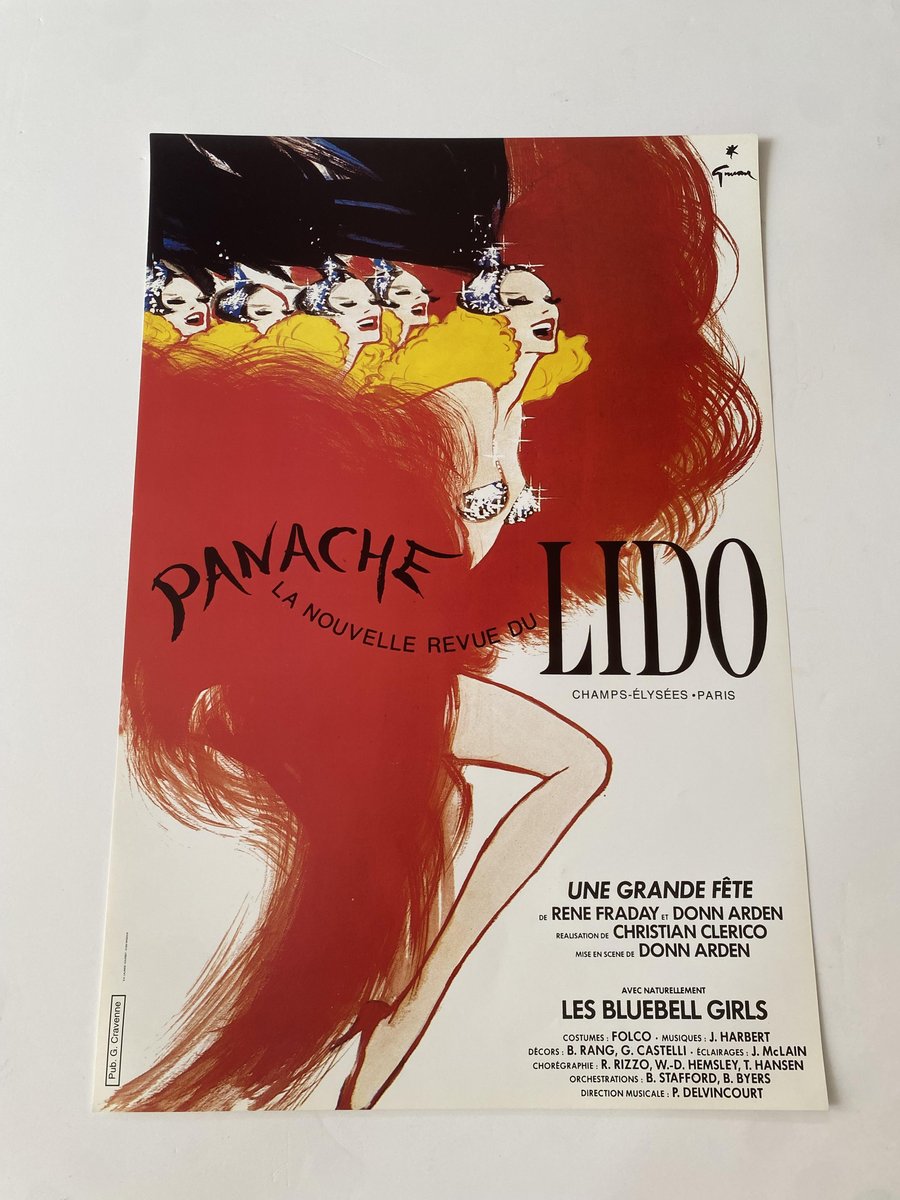 Gruau
PANACHE
LA NOUVELLE REVUE DU
LIDO
CHAMPS-ÉLYSÉES • PARIS
UNE GRANDE FÊTE
DE RENE FRADAY ET DONN ARDEN
REALISATION DE CHRISTIAN CLERICO
MISE EN SCENE DE DONN ARDEN
AVEC NATURELLEMENT
LES BLUEBELL GIRLS
COSTUMES : FOLCO • MUSIQUES : J. HARBERT
DÉCORS : B. RANG, G. CASTELLI • ÉCLAIRAGES : J. McLAIN
CHORÉGRAPHIE : R. RIZZO, W.-D. HEMSLEY, T. HANSEN
ORCHESTRATIONS : B. STAFFORD, B. BYERS
DIRECTION MUSICALE : P. DELVINCOURT
Pub. G. Cravenne